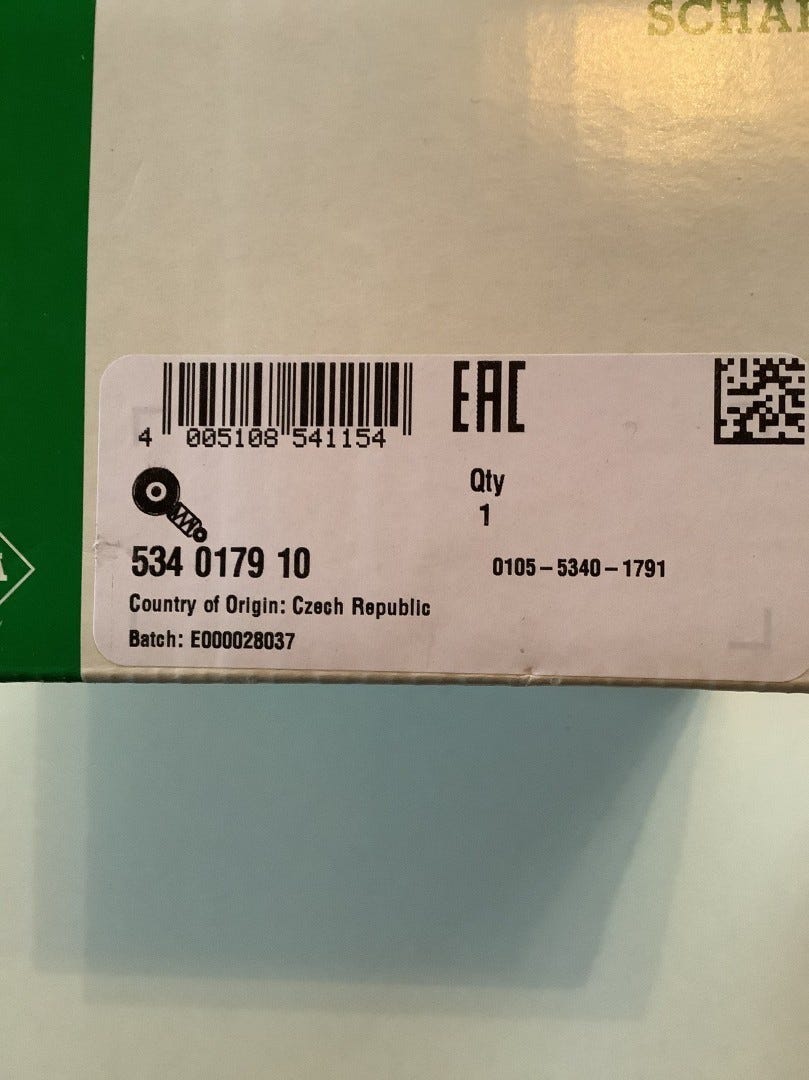 4 005108 541154
EAC
Qty
1
534 0179 10
0105-5340-1791
Country of Origin: Czech Republic
Batch: E000028037